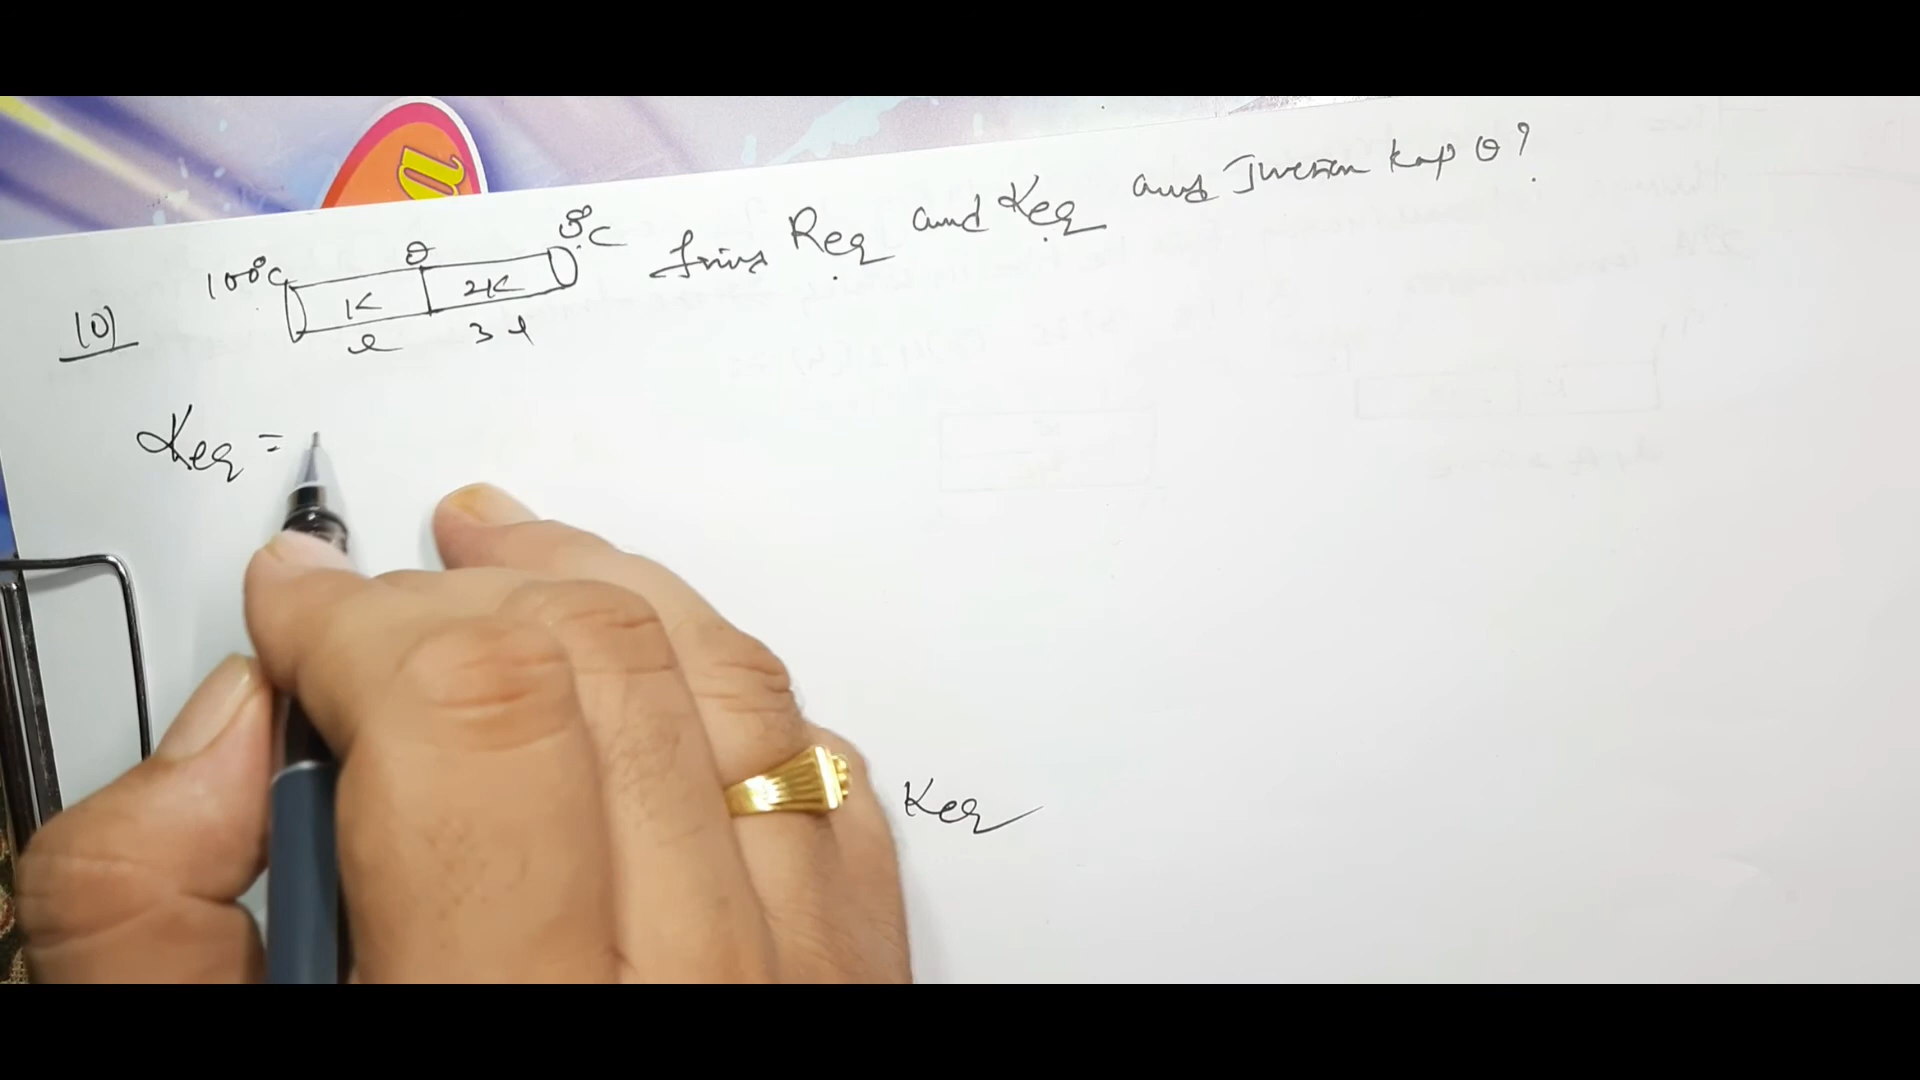 10) 100°C θ 0°C find Req and Keq and Junction temp θ?
K 2K
l 3l
Keq =
Keq